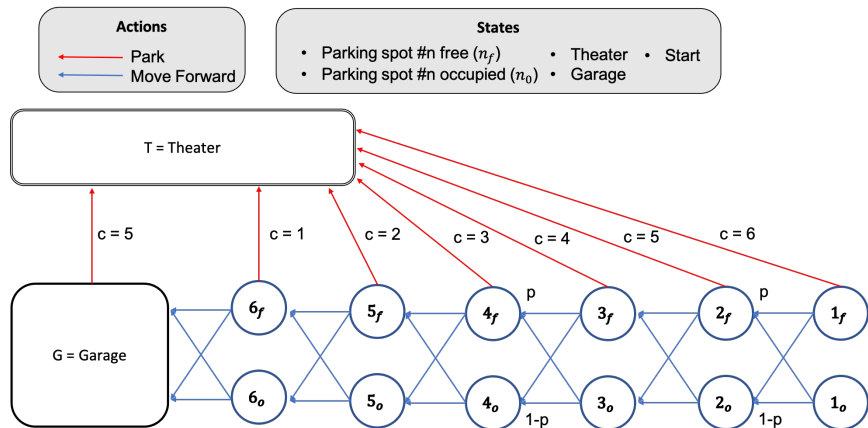 Actions
Park
Move Forward
States
• Parking spot #n free (n_f)
• Parking spot #n occupied (n_0)
• Theater
• Garage
• Start
T = Theater
c = 5
c = 1
c = 2
c = 3
c = 4
c = 5
c = 6
G = Garage
6_f
5_f
4_f
p
3_f
2_f
p
1_f
6_o
5_o
4_o
1-p
3_o
2_o
1-p
1_o